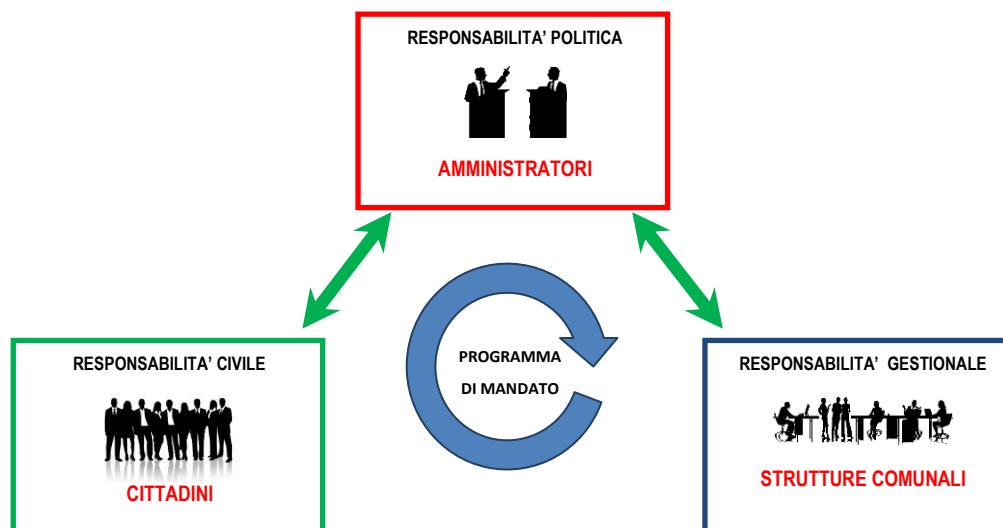 RESPONSABILITA’ POLITICA
AMMINISTRATORI
PROGRAMMA
DI MANDATO
RESPONSABILITA’ CIVILE
CITTADINI
RESPONSABILITA’ GESTIONALE
STRUTTURE COMUNALI